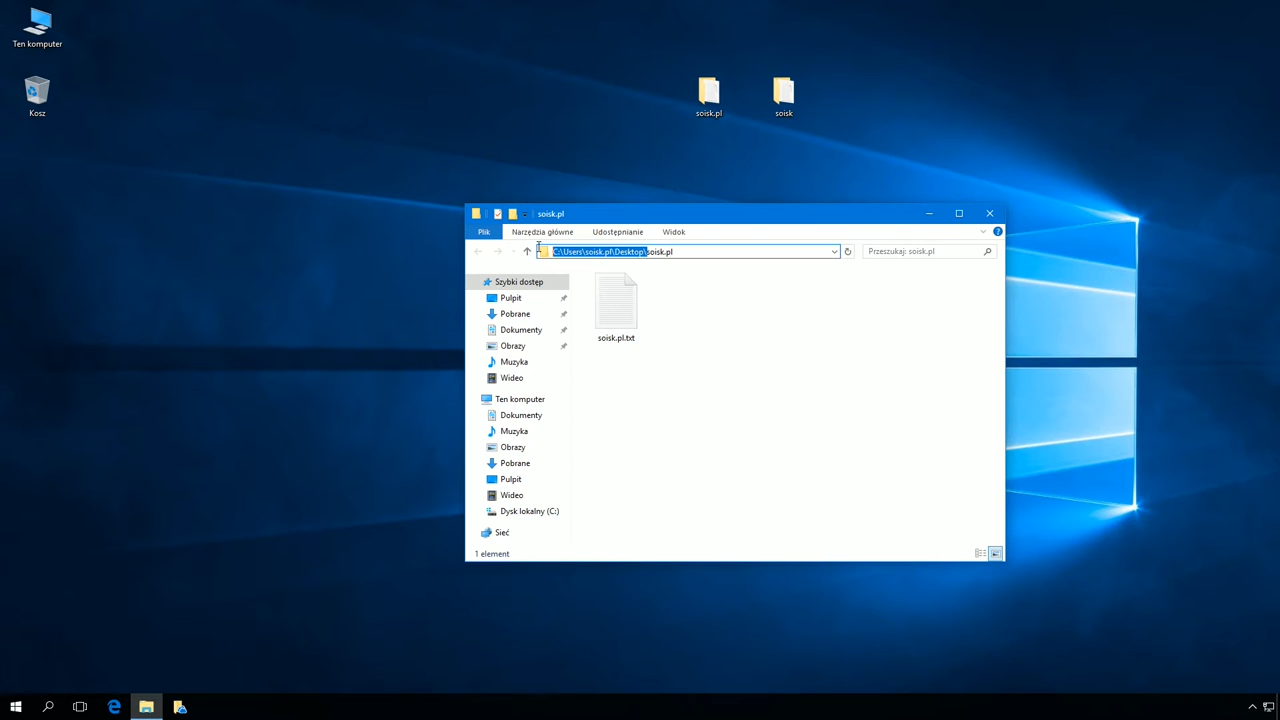 Ten komputer
Kosz
soisk.pl
soisk
soisk.pl
Plik
Narzędzia główne
Udostępnianie
Widok
C:\Users\soisk.pl\Desktop\soisk.pl
Przeszukaj: soisk.pl
Szybki dostęp
Pulpit
Pobrane
Dokumenty
Obrazy
Muzyka
Wideo
Ten komputer
Dokumenty
Muzyka
Obrazy
Pobrane
Pulpit
Wideo
Dysk lokalny (C:)
Sieć
soisk.pl.txt
1 element